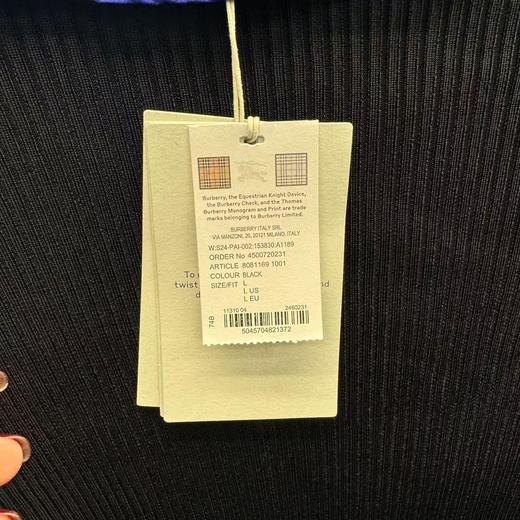 Burberry, the Equestrian Knight Device,
the Burberry Check, and the Thomas
Burberry Monogram and Print are trade
marks belonging to Burberry Limited.
BURBERRY ITALY SRL
VIA MANZONI, 20, 20121 MILANO, ITALY
W:S24-PAI-002:153830:A1189
ORDER No 4500720231
ARTICLE 8081169 1001
COLOUR BLACK
SIZE/FIT L
L US
L EU
To
twist
nd
d
74B
11310 04 2460231
5045704821372